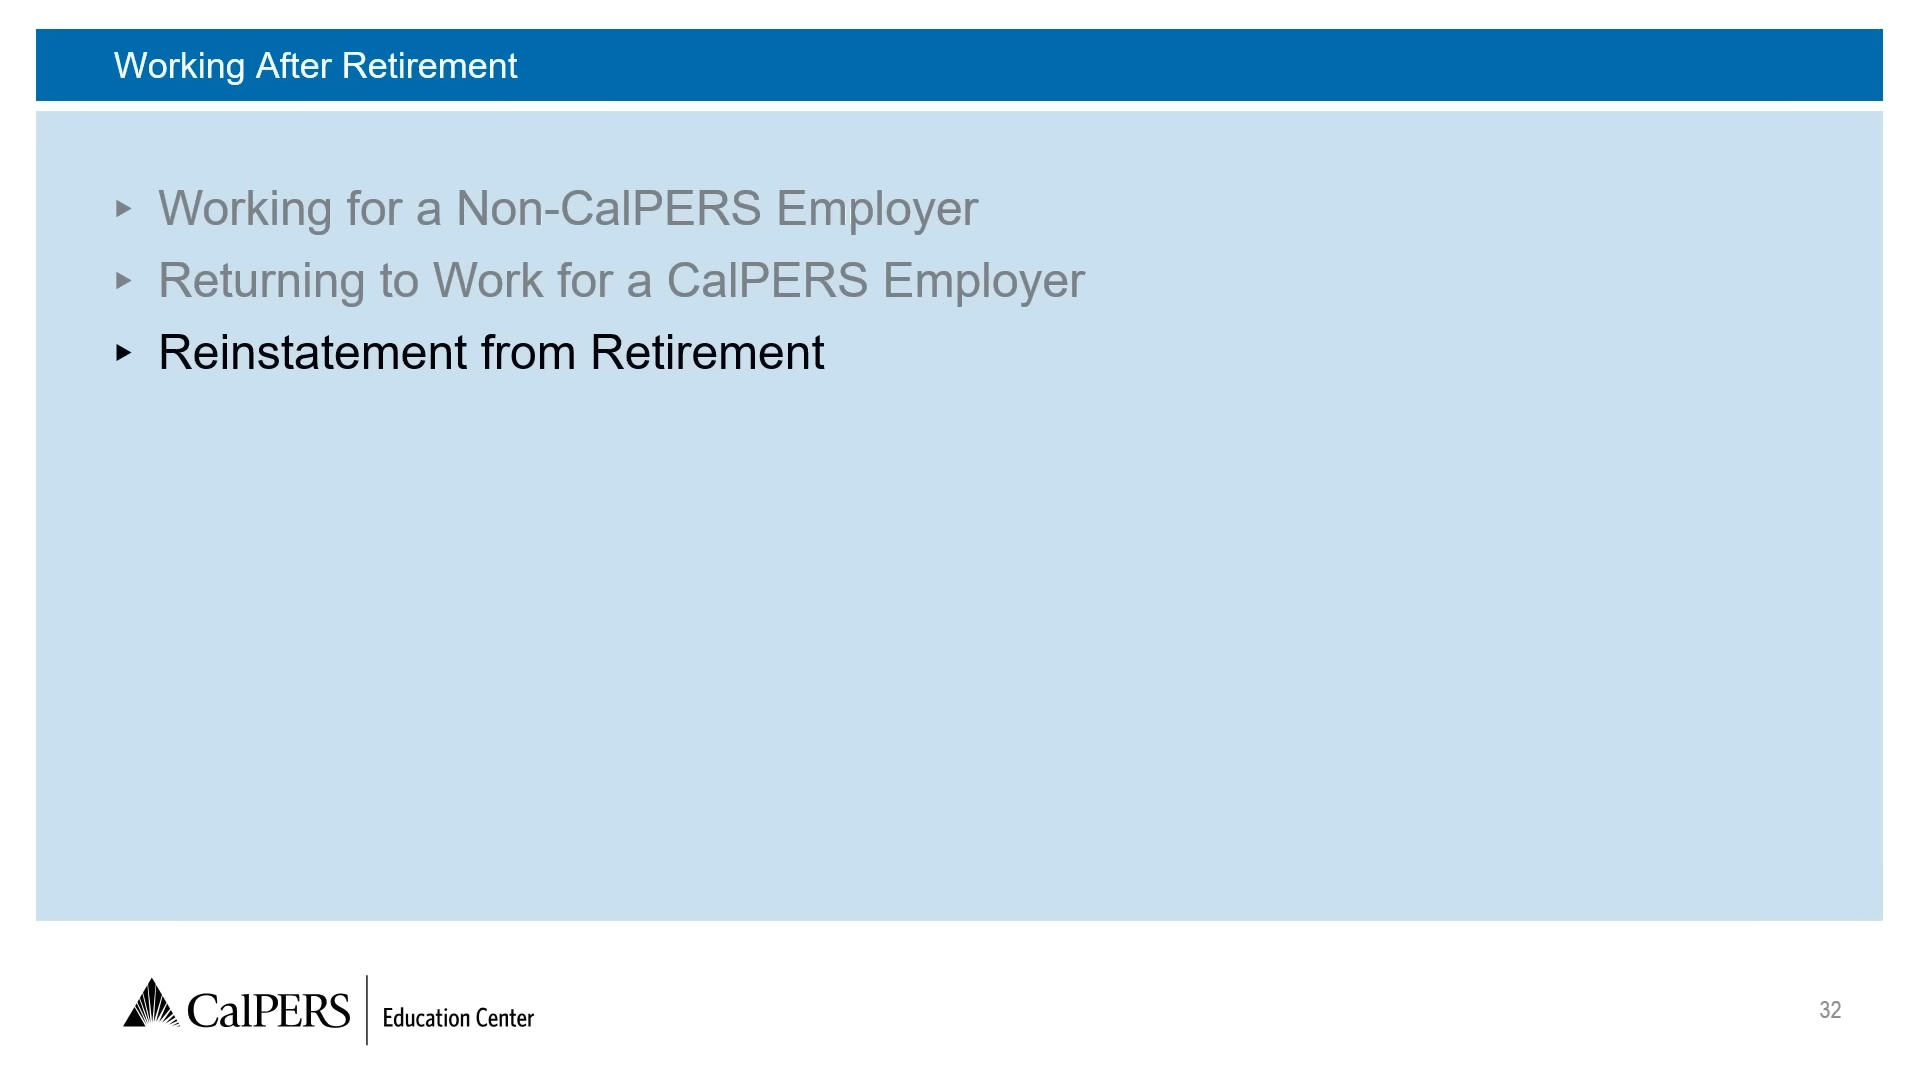 Working After Retirement
▸ Working for a Non-CalPERS Employer
▸ Returning to Work for a CalPERS Employer
▸ Reinstatement from Retirement
CalPERS | Education Center
32